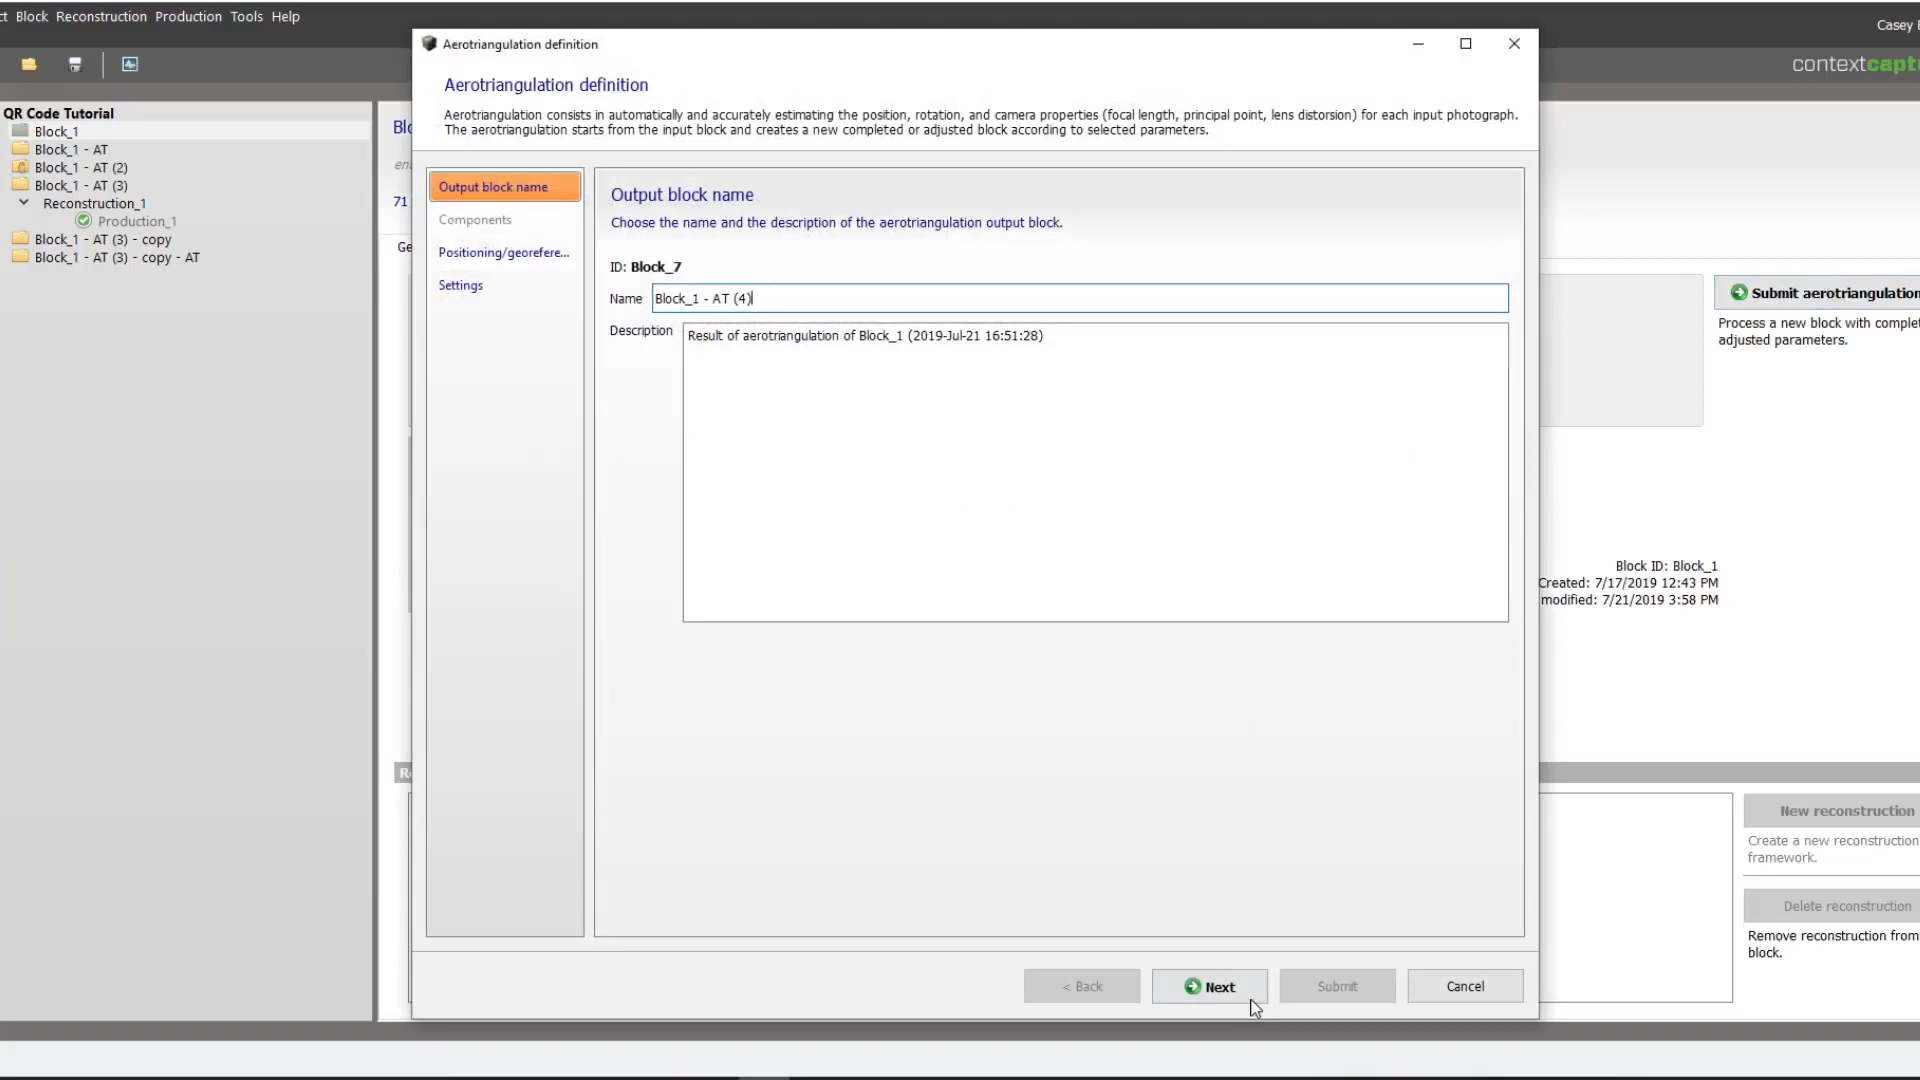 ct Block Reconstruction Production Tools Help
Casey
contextcaptu
QR Code Tutorial
Block_1
Block_1 - AT
Block_1 - AT (2)
Block_1 - AT (3)
Reconstruction_1
Production_1
Block_1 - AT (3) - copy
Block_1 - AT (3) - copy - AT
Blo
en
71
Ge
Aerotriangulation definition
Aerotriangulation definition
Aerotriangulation consists in automatically and accurately estimating the position, rotation, and camera properties (focal length, principal point, lens distorsion) for each input photograph.
The aerotriangulation starts from the input block and creates a new completed or adjusted block according to selected parameters.
Output block name
Components
Positioning/georefere...
Settings
Output block name
Choose the name and the description of the aerotriangulation output block.
ID: Block_7
Name Block_1 - AT (4)
Description Result of aerotriangulation of Block_1 (2019-Jul-21 16:51:28)
< Back Next Submit Cancel
Submit aerotriangulation
Process a new block with complet
adjusted parameters.
Block ID: Block_1
Created: 7/17/2019 12:43 PM
modified: 7/21/2019 3:58 PM
New reconstruction
Create a new reconstruction
framework.
Delete reconstruction
Remove reconstruction from
block.